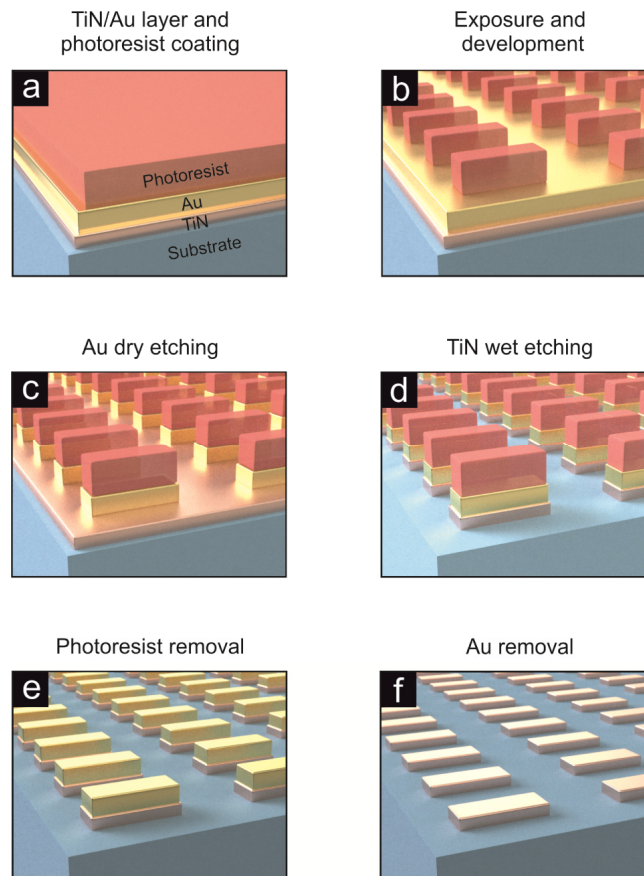 TiN/Au layer and
photoresist coating
Exposure and
development
a
Photoresist
Au
TiN
Substrate
b
Au dry etching
TiN wet etching
c
d
Photoresist removal
Au removal
e
f